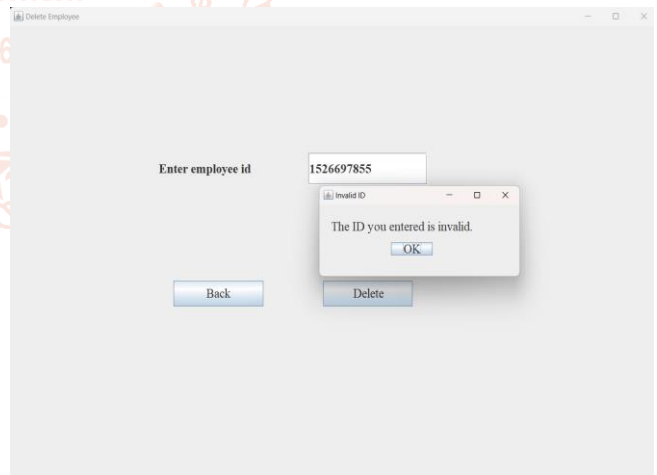 Delete Employee
Enter employee id
1526697855
Invalid ID
The ID you entered is invalid.
OK
Back
Delete